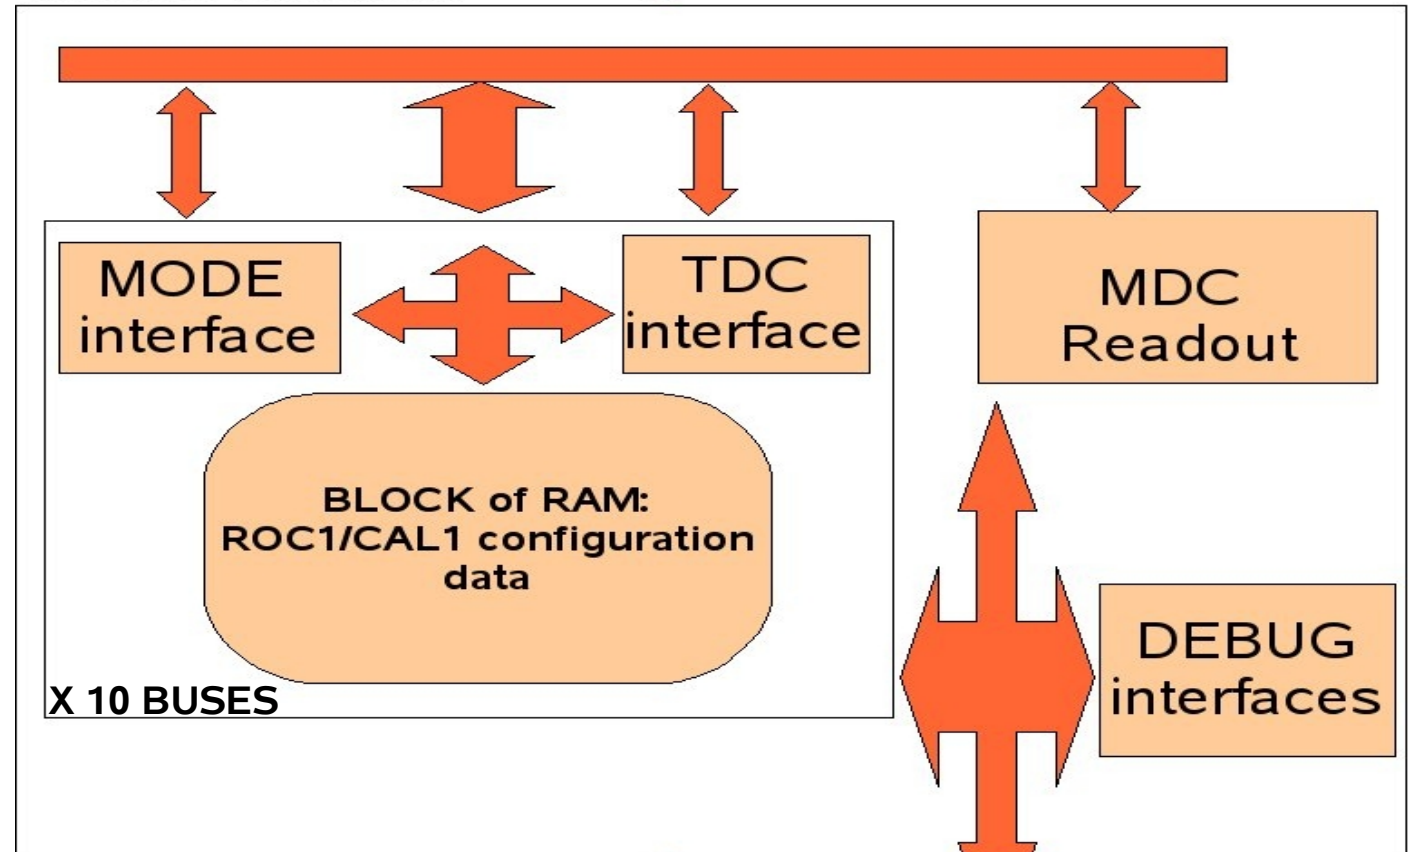 MODE
interface
TDC
interface
MDC
Readout
BLOCK of RAM:
ROC1/CAL1 configuration
data
DEBUG
interfaces
X 10 BUSES